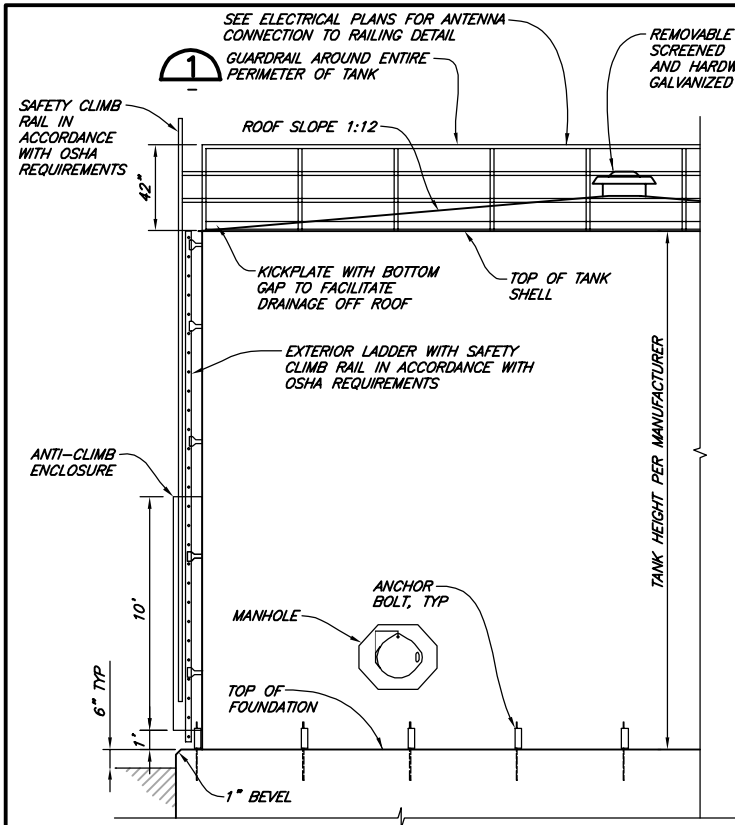 SEE ELECTRICAL PLANS FOR ANTENNA
CONNECTION TO RAILING DETAIL
REMOVABLE
SCREENED
AND HARDW
GALVANIZED
1
GUARDRAIL AROUND ENTIRE
PERIMETER OF TANK
–
SAFETY CLIMB
RAIL IN
ACCORDANCE
WITH OSHA
REQUIREMENTS
ROOF SLOPE 1:12
42"
KICKPLATE WITH BOTTOM
GAP TO FACILITATE
DRAINAGE OFF ROOF
TOP OF TANK
SHELL
EXTERIOR LADDER WITH SAFETY
CLIMB RAIL IN ACCORDANCE WITH
OSHA REQUIREMENTS
TANK HEIGHT PER MANUFACTURER
ANTI-CLIMB
ENCLOSURE
10'
ANCHOR
BOLT, TYP
MANHOLE
6" TYP
TOP OF
FOUNDATION
1'
1" BEVEL